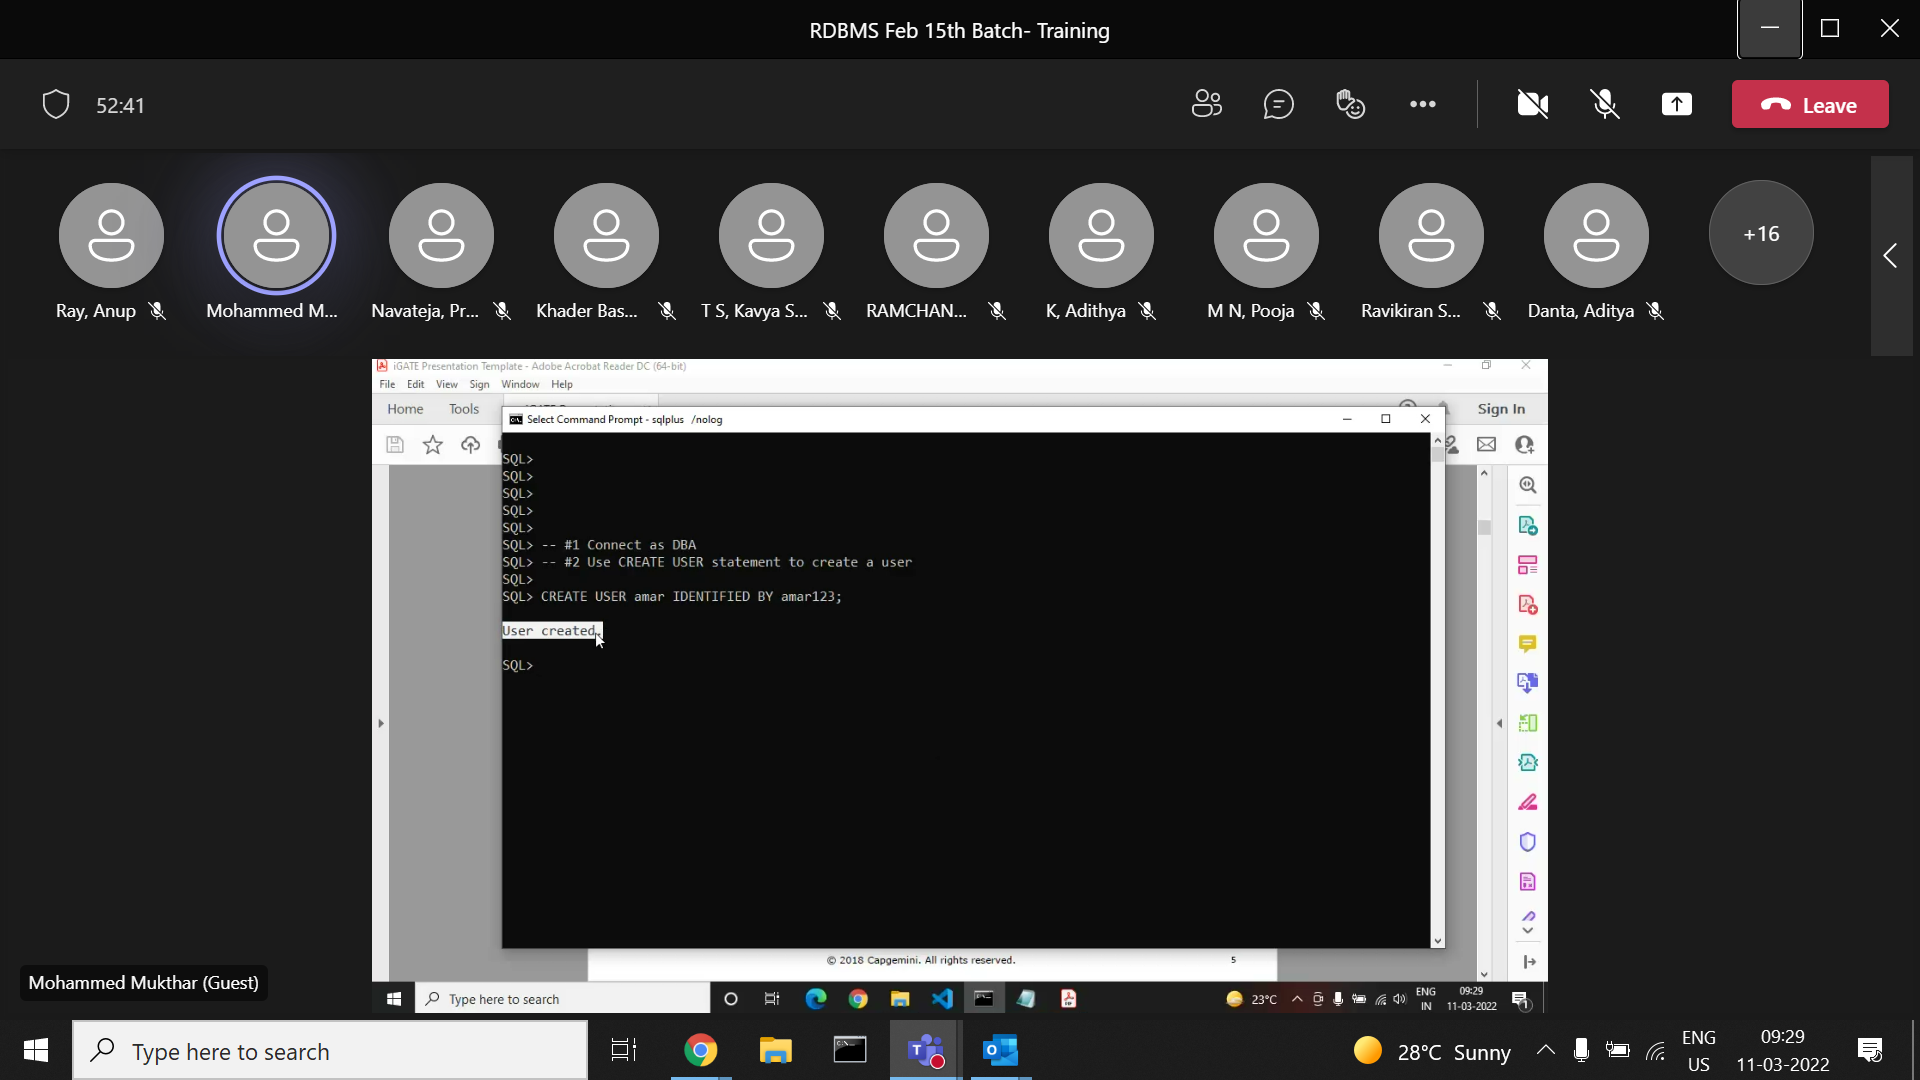 RDBMS Feb 15th Batch- Training
52:41
Leave
Ray, Anup
Mohammed M...
Navateja, Pr...
Khader Bas...
T S, Kavya S...
RAMCHAN...
K, Adithya
M N, Pooja
Ravikiran S...
Danta, Aditya
+16
iGATE Presentation Template - Adobe Acrobat Reader DC (64-bit)
File Edit View Sign Window Help
Home Tools
Sign In
Select Command Prompt - sqlplus /nolog
SQL>
SQL>
SQL>
SQL>
SQL>
SQL> -- #1 Connect as DBA
SQL> -- #2 Use CREATE USER statement to create a user
SQL>
SQL> CREATE USER amar IDENTIFIED BY amar123;
User created.
SQL>
© 2018 Capgemini. All rights reserved.
5
Mohammed Mukthar (Guest)
Type here to search
23°C
ENG
IN
09:29
11-03-2022
Type here to search
28°C Sunny
ENG
US
09:29
11-03-2022